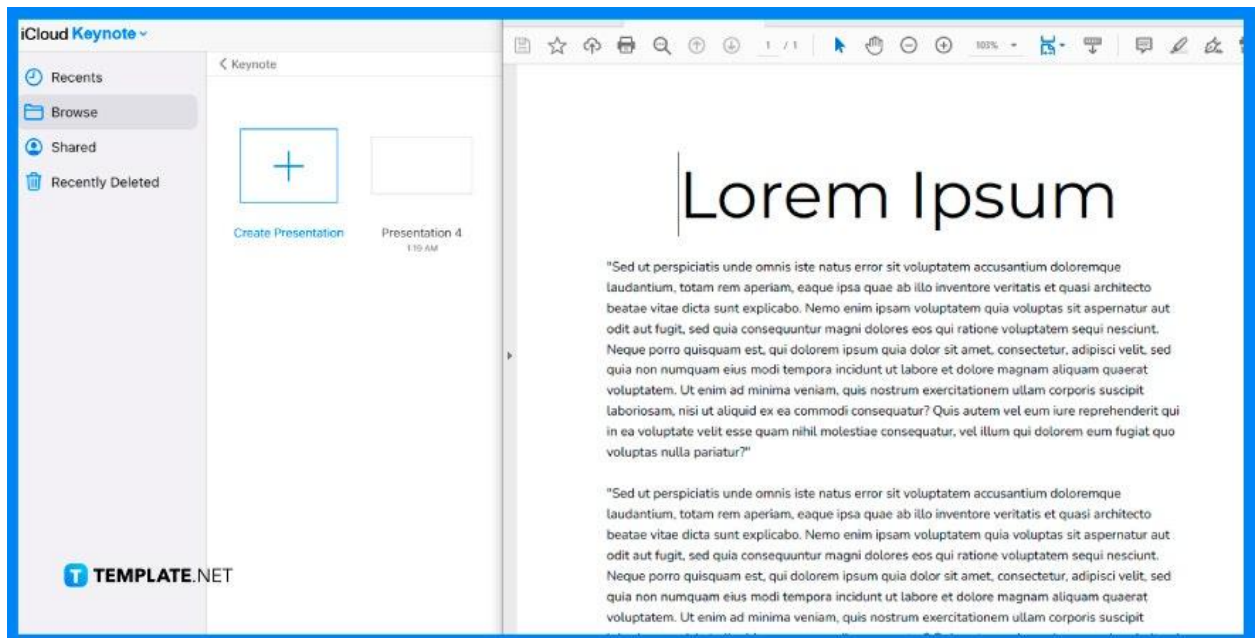 iCloud Keynote
Recents
Browse
Shared
Recently Deleted
Keynote
Create Presentation
Presentation 4
1:19 AM
TEMPLATE.NET
1 / 1
103%
Lorem Ipsum
"Sed ut perspiciatis unde omnis iste natus error sit voluptatem accusantium doloremque
laudantium, totam rem aperiam, eaque ipsa quae ab illo inventore veritatis et quasi architecto
beatae vitae dicta sunt explicabo. Nemo enim ipsam voluptatem quia voluptas sit aspernatur aut
odit aut fugit, sed quia consequuntur magni dolores eos qui ratione voluptatem sequi nesciunt.
Neque porro quisquam est, qui dolorem ipsum quia dolor sit amet, consectetur, adipisci velit, sed
quia non numquam eius modi tempora incidunt ut labore et dolore magnam aliquam quaerat
voluptatem. Ut enim ad minima veniam, quis nostrum exercitationem ullam corporis suscipit
laboriosam, nisi ut aliquid ex ea commodi consequatur? Quis autem vel eum iure reprehenderit qui
in ea voluptate velit esse quam nihil molestiae consequatur, vel illum qui dolorem eum fugiat quo
voluptas nulla pariatur?"
"Sed ut perspiciatis unde omnis iste natus error sit voluptatem accusantium doloremque
laudantium, totam rem aperiam, eaque ipsa quae ab illo inventore veritatis et quasi architecto
beatae vitae dicta sunt explicabo. Nemo enim ipsam voluptatem quia voluptas sit aspernatur aut
odit aut fugit, sed quia consequuntur magni dolores eos qui ratione voluptatem sequi nesciunt.
Neque porro quisquam est, qui dolorem ipsum quia dolor sit amet, consectetur, adipisci velit, sed
quia non numquam eius modi tempora incidunt ut labore et dolore magnam aliquam quaerat
voluptatem. Ut enim ad minima veniam, quis nostrum exercitationem ullam corporis suscipit